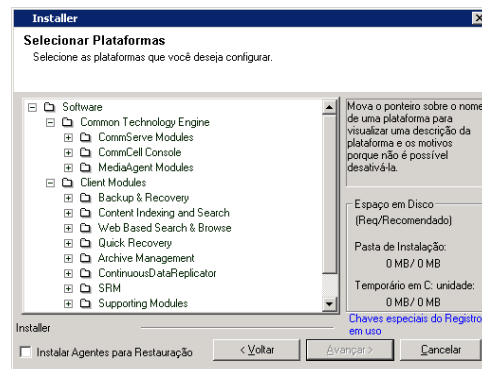 Installer
Selecionar Plataformas
Selecione as plataformas que você deseja configurar.
Software
Common Technology Engine
CommServe Modules
CommCell Console
MediaAgent Modules
Client Modules
Backup & Recovery
Content Indexing and Search
Web Based Search & Browse
Quick Recovery
Archive Management
ContinuousDataReplicator
SRM
Supporting Modules
Mova o ponteiro sobre o nome
de uma plataforma para
visualizar uma descrição da
plataforma e os motivos
porque não é possível
desativá-la.
Espaço em Disco
(Req/Recomendado)
Pasta de Instalação:
0 MB/ 0 MB
Temporário em C: unidade:
0 MB/ 0 MB
Chaves especiais do Registro
em uso
Installer
Instalar Agentes para Restauração
< Voltar
Avançar >
Cancelar